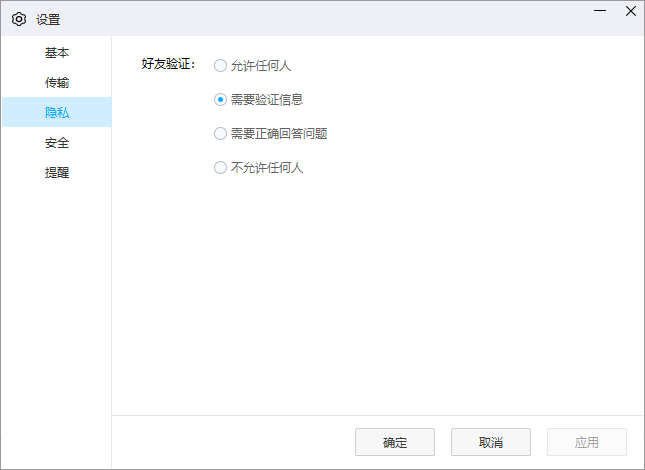 设置
基本
传输
隐私
安全
提醒
好友验证：
允许任何人
需要验证信息
需要正确回答问题
不允许任何人
确定
取消
应用